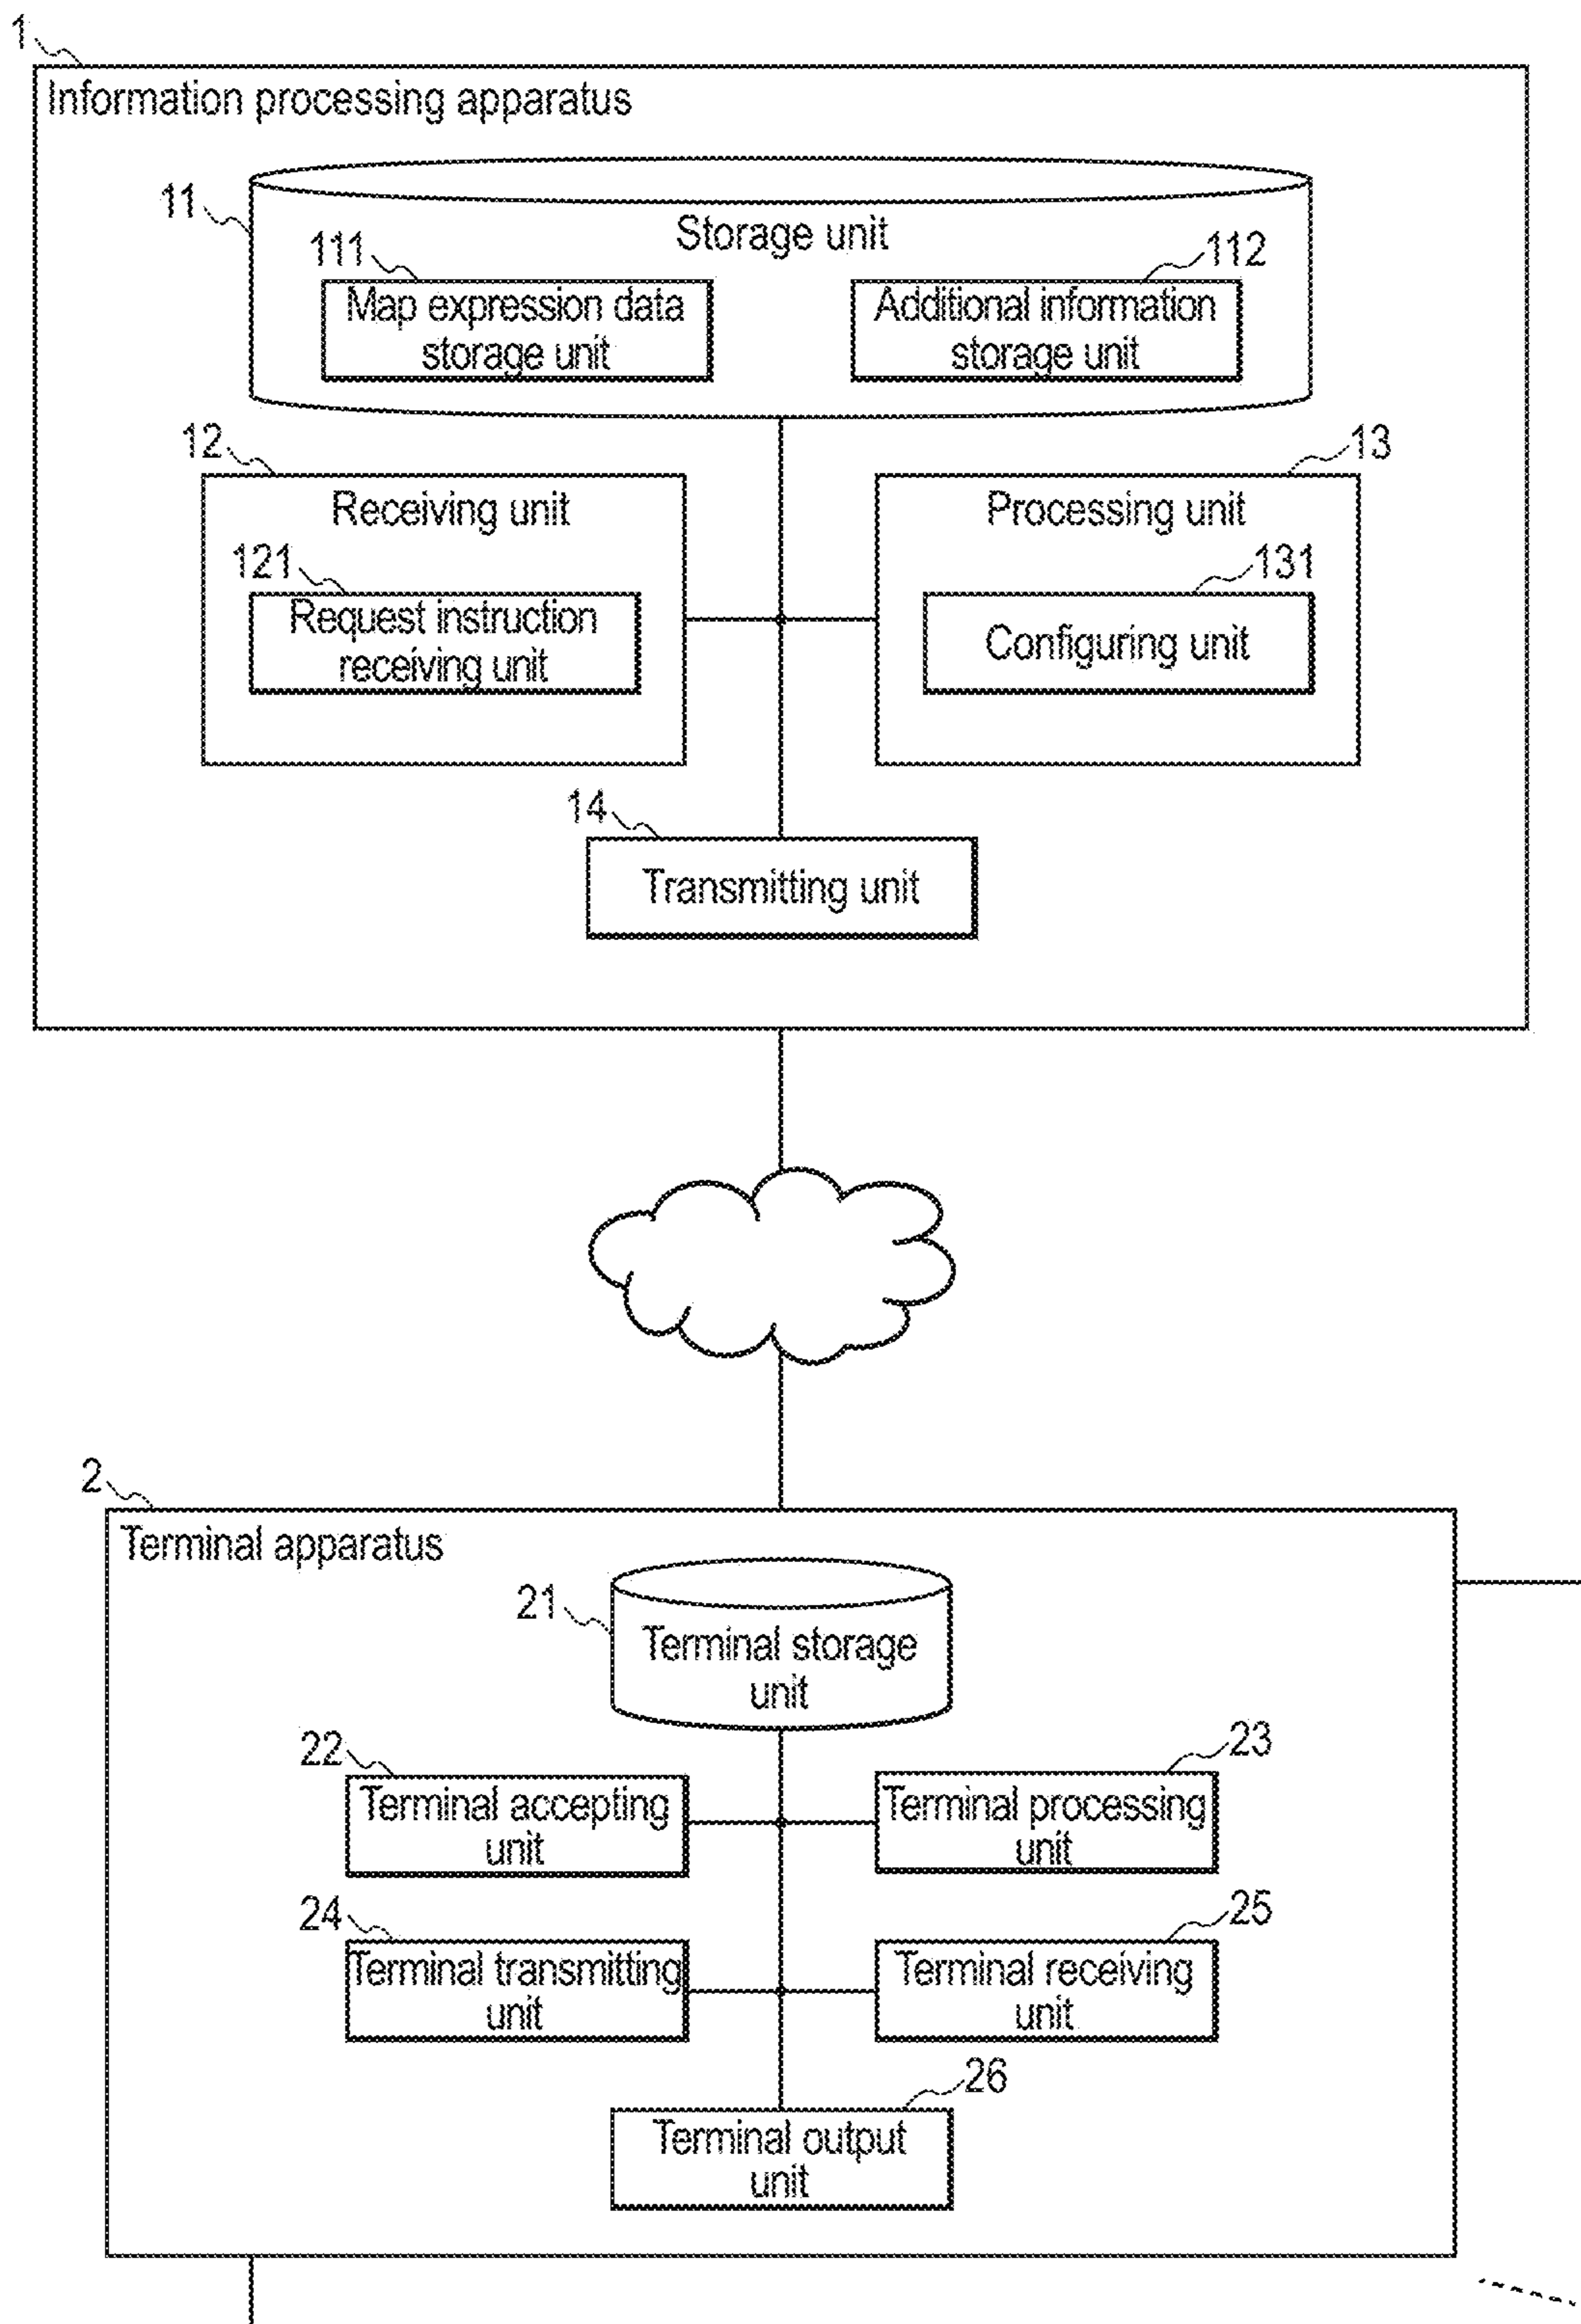 1
Information processing apparatus
11
Storage unit
111
112
Map expression data
storage unit
Additional information
storage unit
12
13
Receiving unit
Processing unit
121
131
Request instruction
receiving unit
Configuring unit
14
Transmitting unit
2
Terminal apparatus
21
Terminal storage
unit
22
23
Terminal accepting
unit
Terminal processing
unit
24
25
Terminal transmitting
unit
Terminal receiving
unit
26
Terminal output
unit